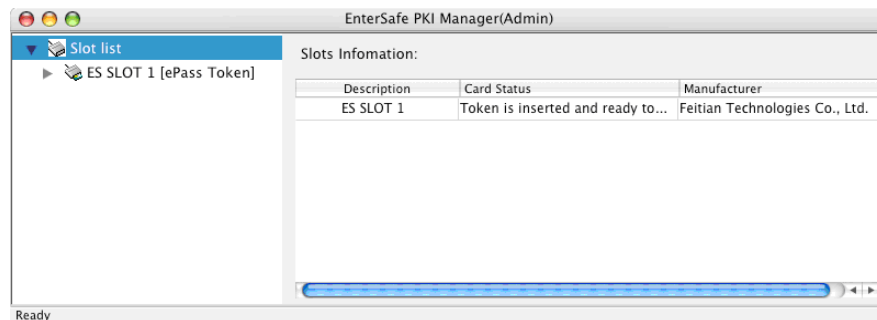 EnterSafe PKI Manager(Admin)
Slot list
ES SLOT 1 [ePass Token]
Slots Infomation:
Description Card Status Manufacturer
ES SLOT 1 Token is inserted and ready to... Feitian Technologies Co., Ltd.
Ready